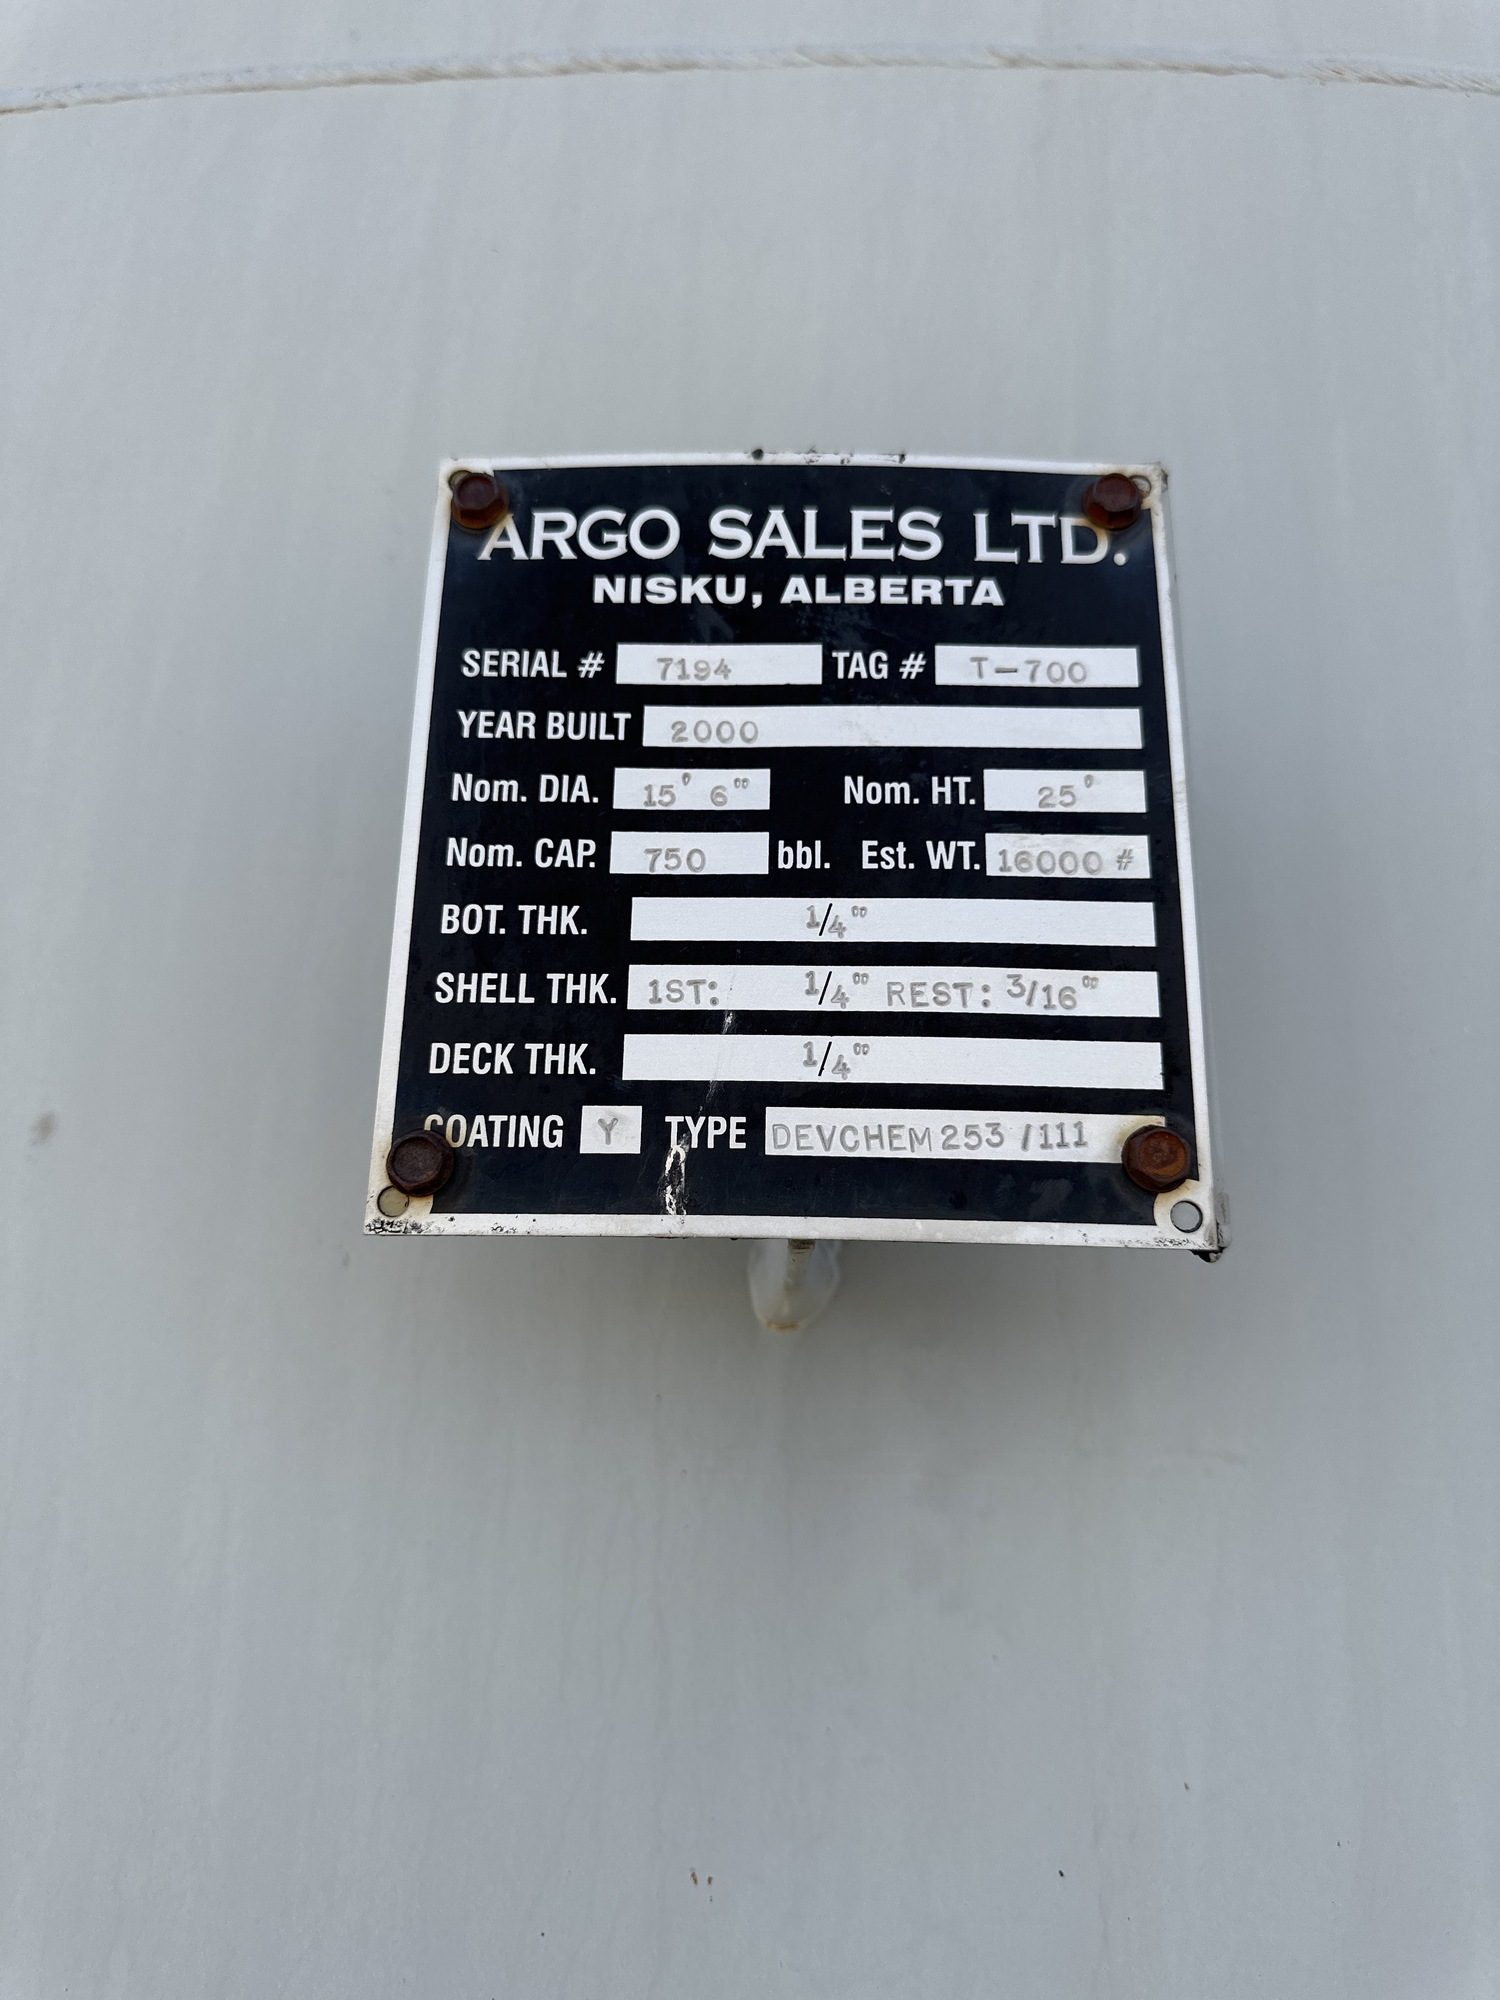 ARGO SALES LTD.
NISKU, ALBERTA
SERIAL # 7194 TAG # T-700
YEAR BUILT 2000
Nom. DIA. 15' 6" Nom. HT. 25'
Nom. CAP. 750 bbl. Est. WT. 16000 #
BOT. THK. 1/4"
SHELL THK. 1ST: 1/4" REST: 3/16"
DECK THK. 1/4"
COATING Y TYPE DEVCHEM 253 /111